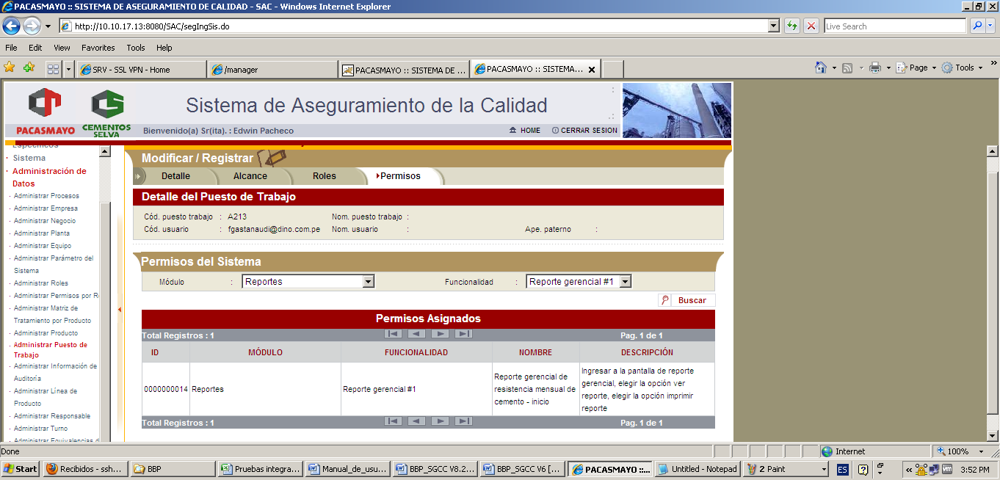 PACASMAYO :: SISTEMA DE ASEGURAMIENTO DE CALIDAD - SAC - Windows Internet Explorer
http://10.10.17.13:8080/SAC/segIngSis.do
Live Search
File Edit View Favorites Tools Help
SRV - SSL VPN - Home
/manager
PACASMAYO :: SISTEMA DE ...
PACASMAYO :: SISTEMA...
Page
Tools
PACASMAYO
CEMENTOS
SELVA
Sistema de Aseguramiento de la Calidad
Bienvenido(a) Sr(ita). : Edwin Pacheco
HOME
CERRAR SESION
Específicos
Sistema
Administración de
Datos
Administrar Procesos
Administrar Empresa
Administrar Negocio
Administrar Planta
Administrar Equipo
Administrar Parámetro del
Sistema
Administrar Roles
Administrar Permisos por R
Administrar Matriz de
Tratamiento por Producto
Administrar Producto
Administrar Puesto de
Trabajo
Administrar Información de
Auditoría
Administrar Línea de
Producto
Administrar Responsable
Administrar Turno
Administrar Equivalencias d
Modificar / Registrar
Detalle Alcance Roles Permisos
Detalle del Puesto de Trabajo
Cód. puesto trabajo : A213 Nom. puesto trabajo :
Cód. usuario : fgastanaudi@dino.com.pe Nom. usuario : Ape. paterno :
Permisos del Sistema
Módulo : Reportes Funcionalidad : Reporte gerencial #1
Buscar
Permisos Asignados
Total Registros : 1 Pag. 1 de 1
ID MÓDULO FUNCIONALIDAD NOMBRE DESCRIPCIÓN
0000000014 Reportes Reporte gerencial #1
Reporte gerencial de
resistencia mensual de
cemento - inicio
Ingresar a la pantalla de reporte
gerencial, elegir la opción ver
reporte, elegir la opción imprimir
reporte
Total Registros : 1 Pag. 1 de 1
Done
Internet
100%
Start
Recibidos - ssh...
BBP
Pruebas integra...
Manual_de_usu...
BBP_SGCC V8.2...
BBP_SGCC V6 [...
PACASMAYO ::...
Untitled - Notepad
2 Paint
ES
3:52 PM